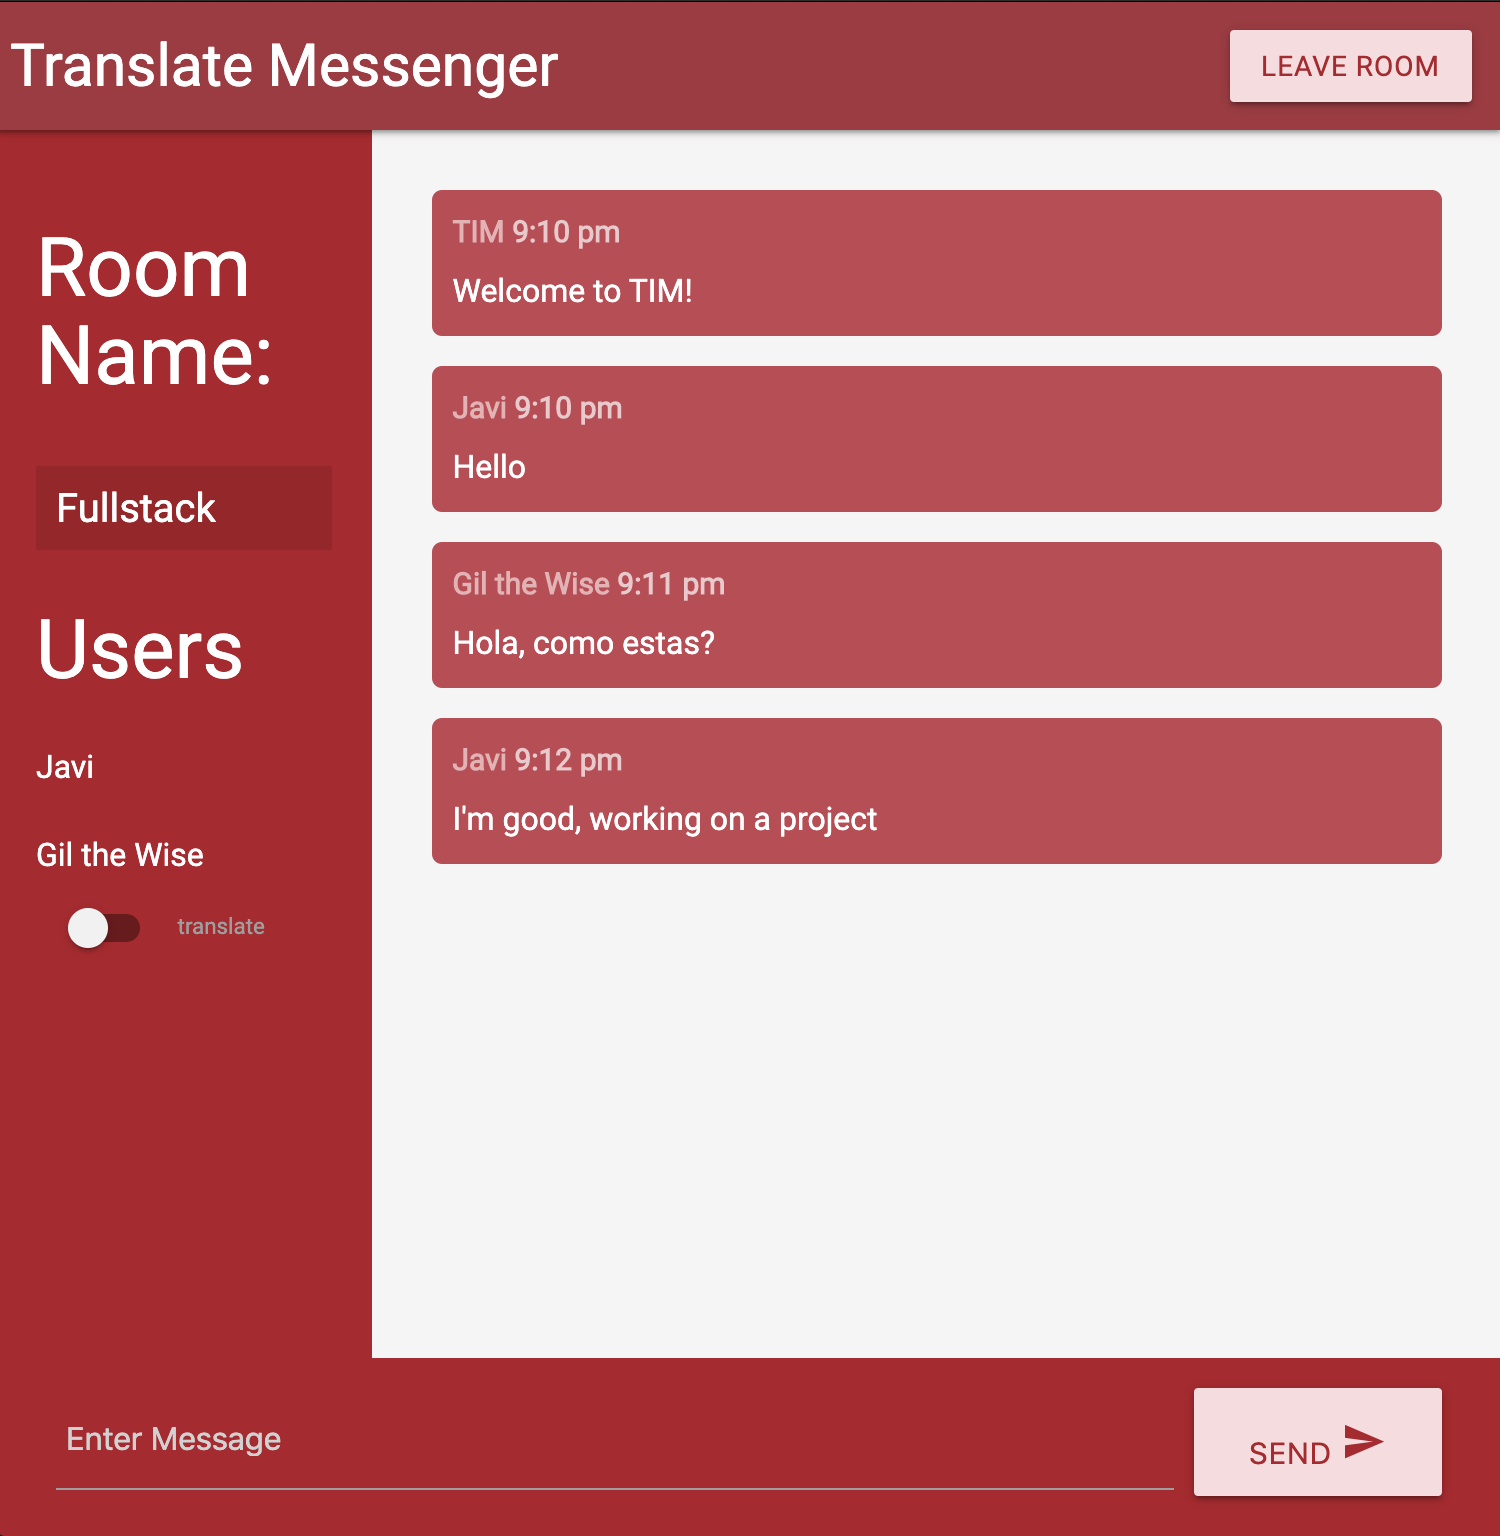 Translate Messenger
LEAVE ROOM
Room
Name:
Fullstack
Users
Javi
Gil the Wise
translate
TIM 9:10 pm
Welcome to TIM!
Javi 9:10 pm
Hello
Gil the Wise 9:11 pm
Hola, como estas?
Javi 9:12 pm
I'm good, working on a project
Enter Message
SEND